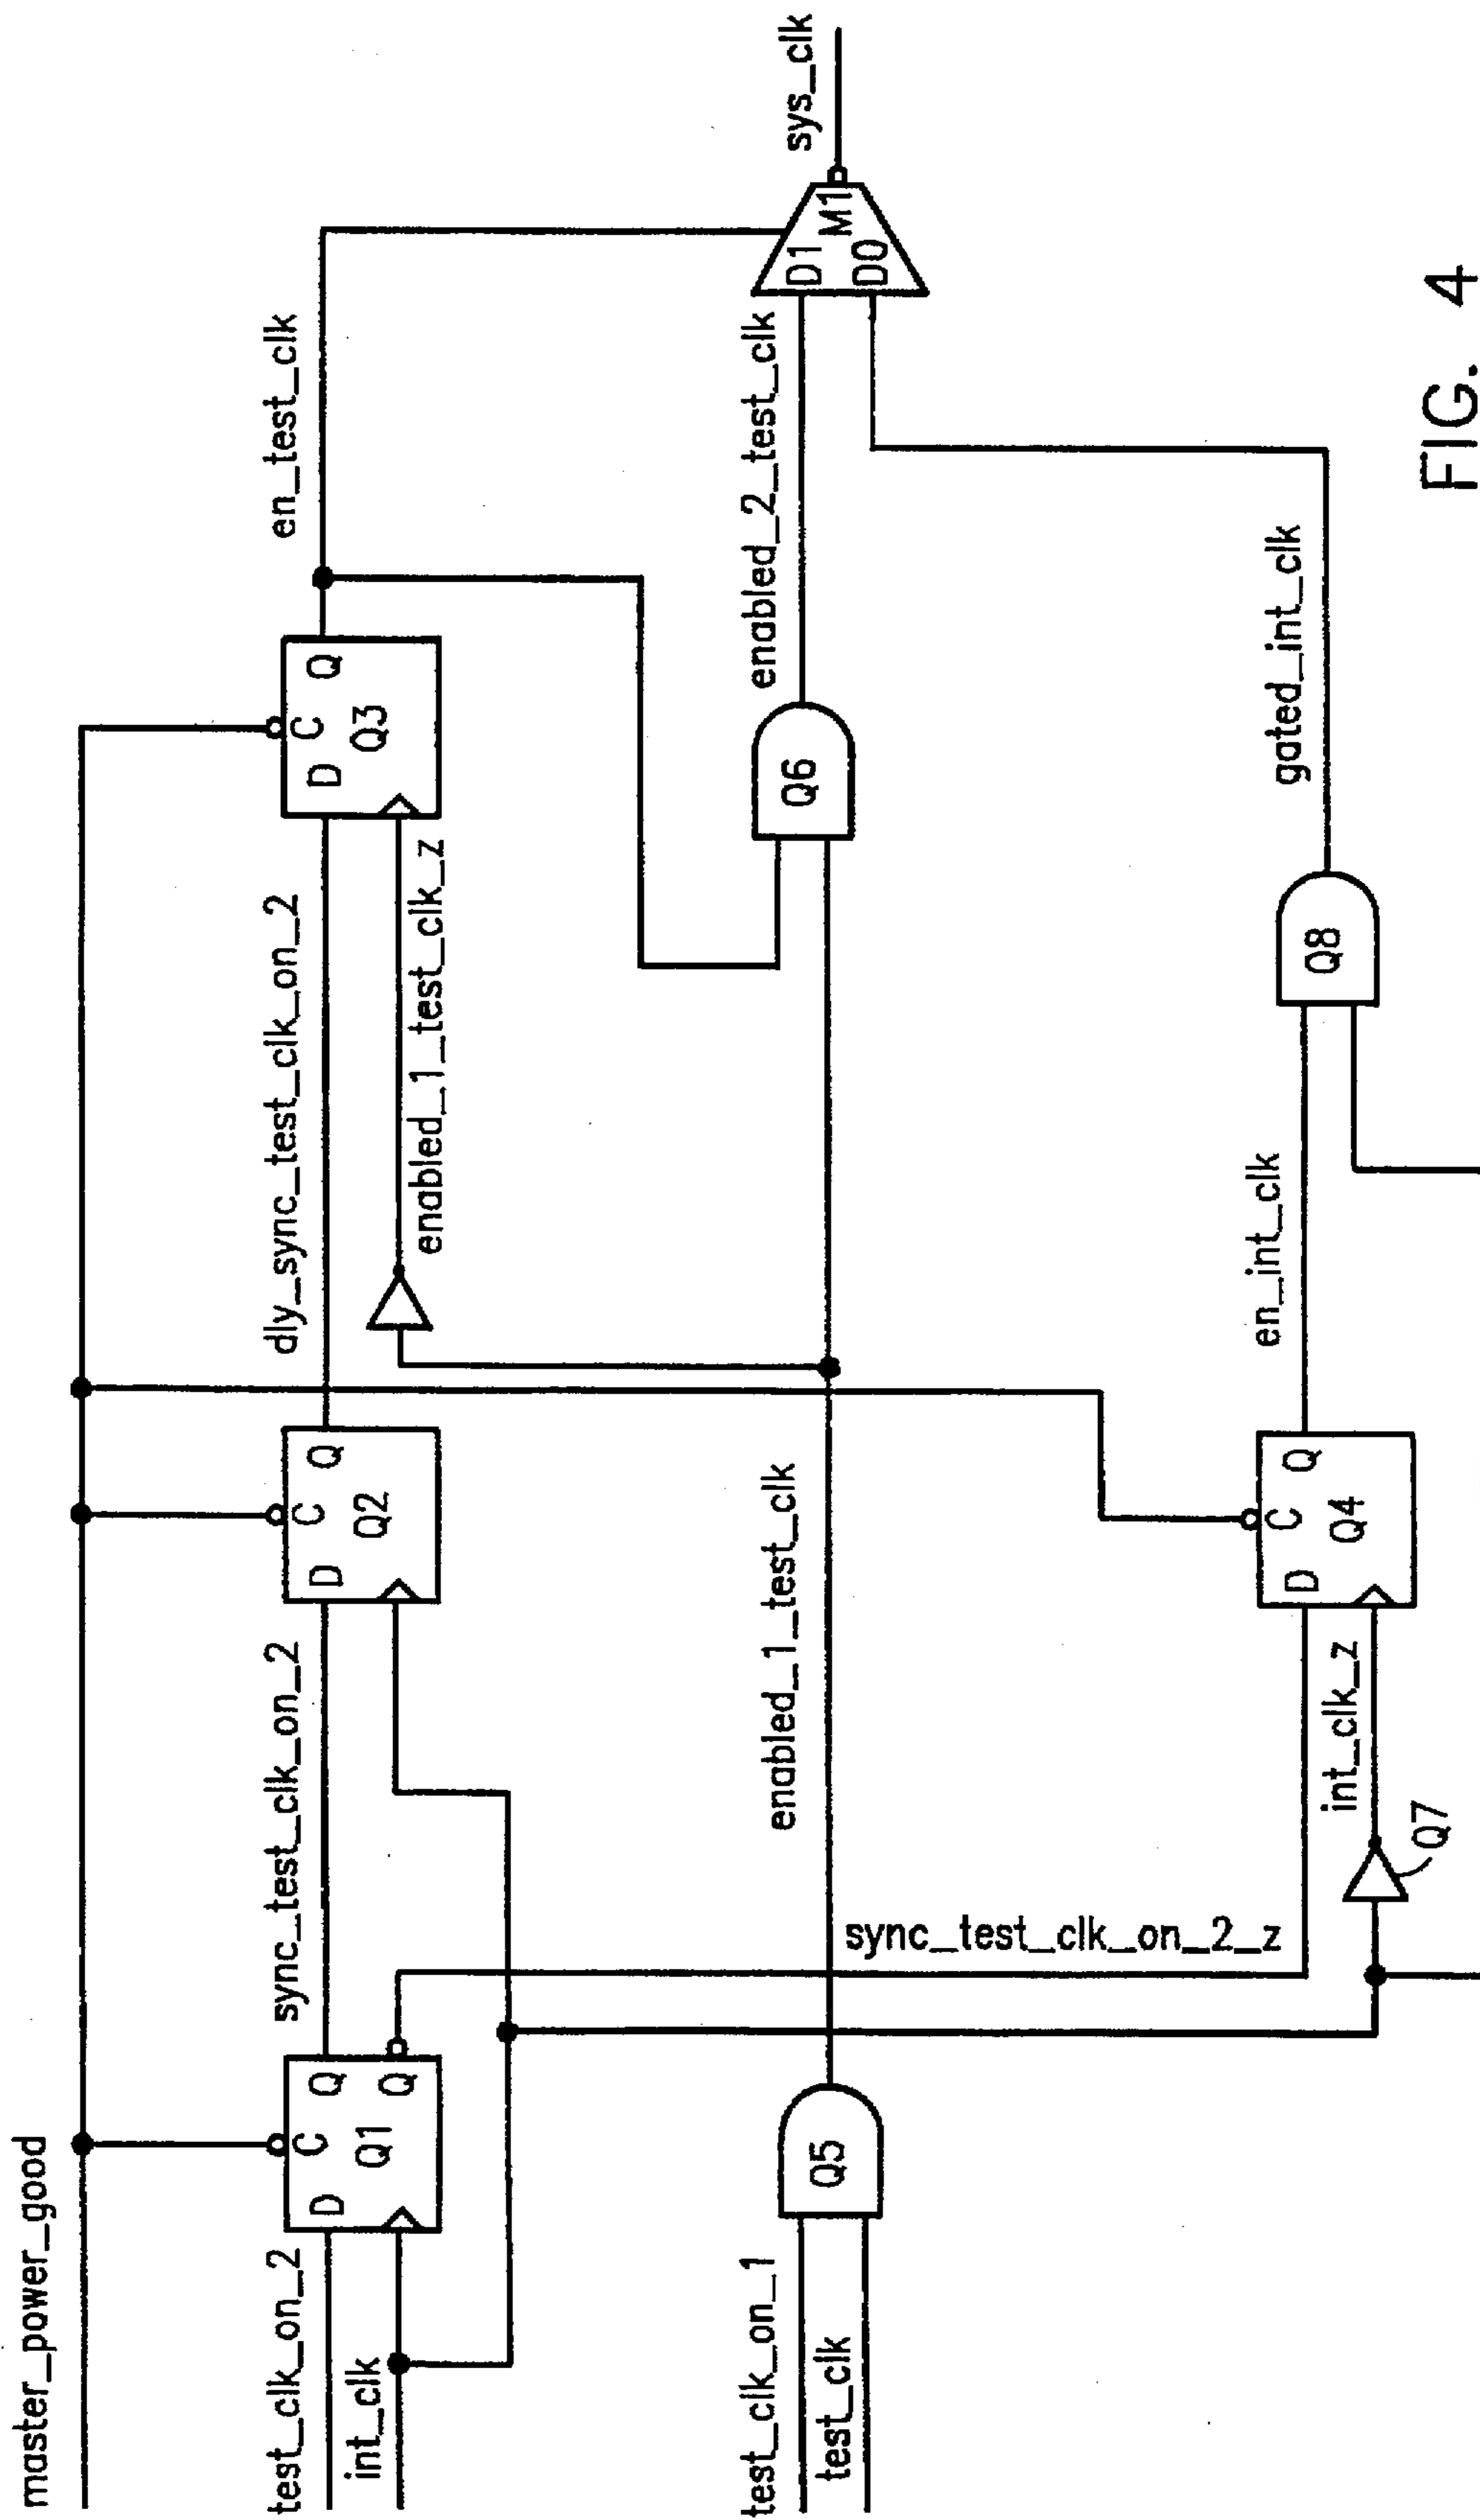 master_power_good
test_clk_on_2
int_clk
D
C
Q
Q
Q1
sync_test_clk_on_2
D
C
Q
Q2
dly_sync_test_clk_on_2
enabled_1_test_clk_z
D
C
Q
Q3
en_test_clk
test_clk_on_1
test_clk
Q5
enabled_1_test_clk
Q6
enabled_2_test_clk
D1
D0
M1
sys_clk
sync_test_clk_on_2_z
Q7
int_clk_z
D
C
Q
Q4
en_int_clk
Q8
gated_int_clk
FIG. 4